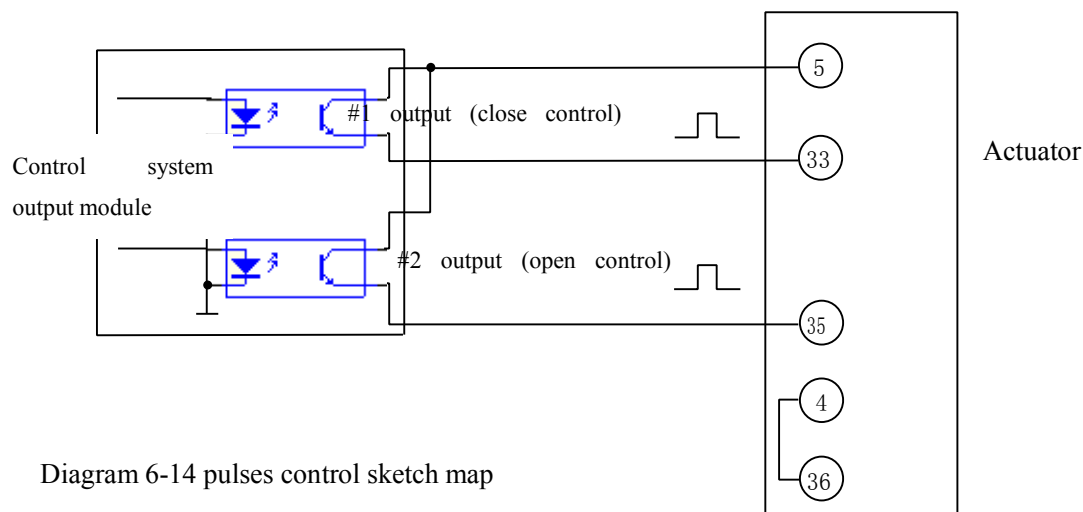 5
#1 output (close control)
33
Actuator
Control system
output module
#2 output (open control)
35
4
36
Diagram 6-14 pulses control sketch map